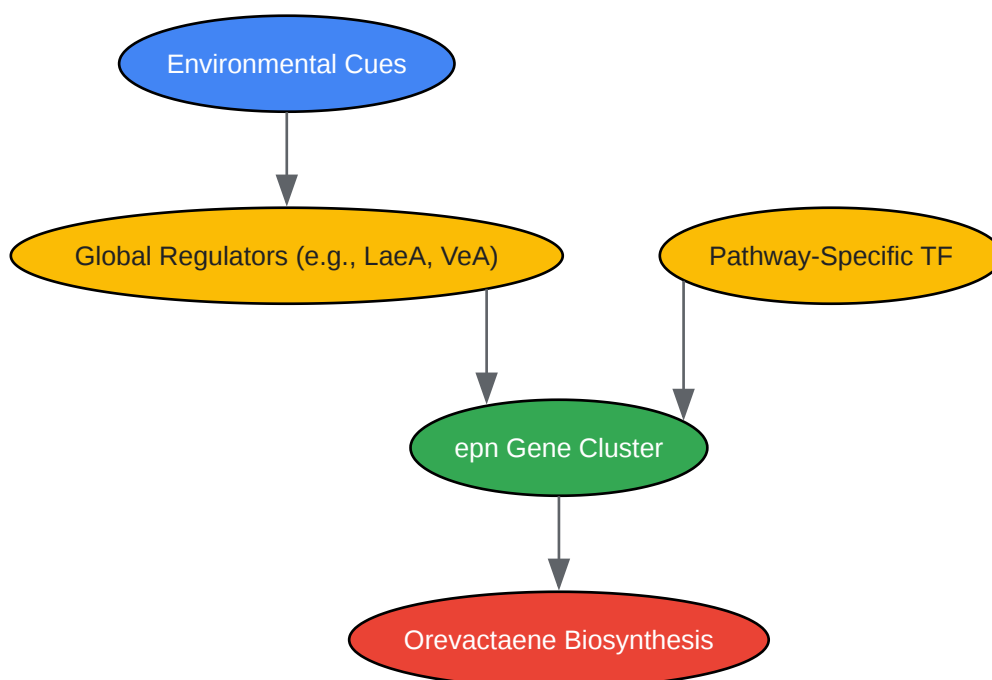 Environmental Cues
Global Regulators (e.g., LaeA, VeA)
Pathway-Specific TF
epn Gene Cluster
Orevactaene Biosynthesis